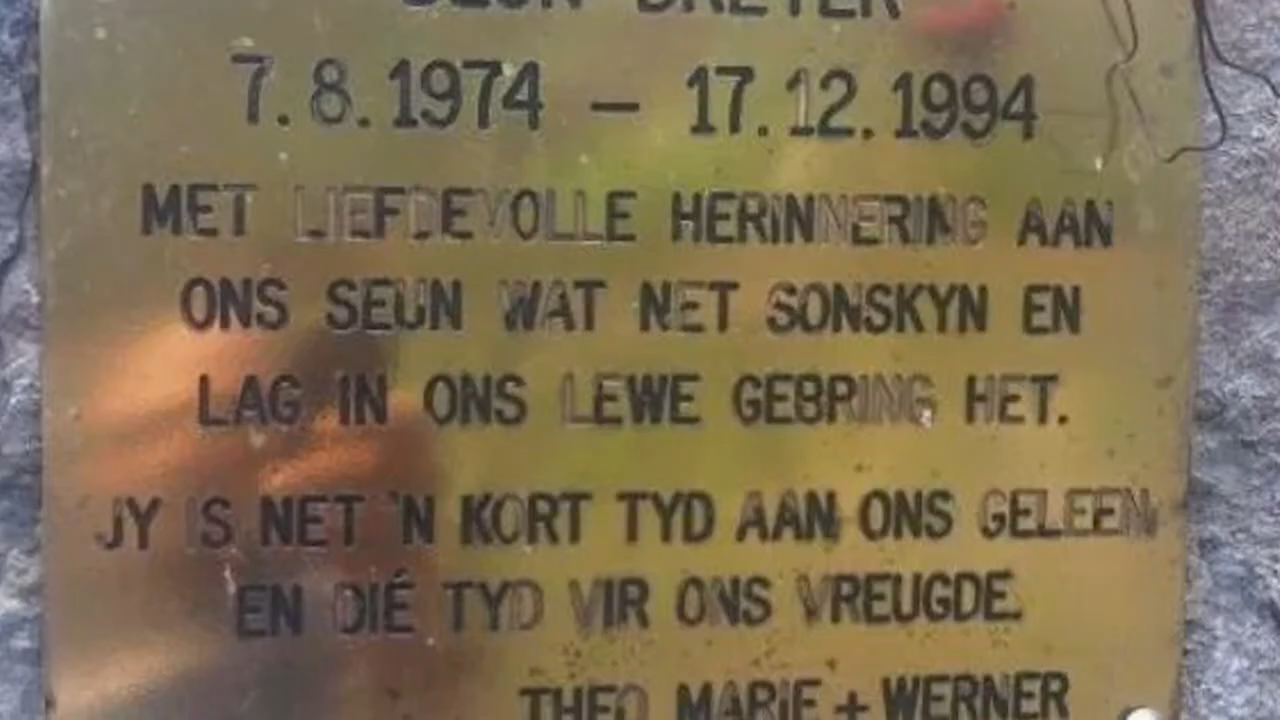 7.8.1974 – 17.12.1994
MET LIEFDEVOLLE HERINNERING AAN
ONS SEUN WAT NET SONSKYN EN
LAG IN ONS LEWE GEBRING HET.
JY IS NET 'N KORT TYD AAN ONS GELEEN
EN DIÉ TYD VIR ONS VREUGDE.
THEO MARIE + WERNER